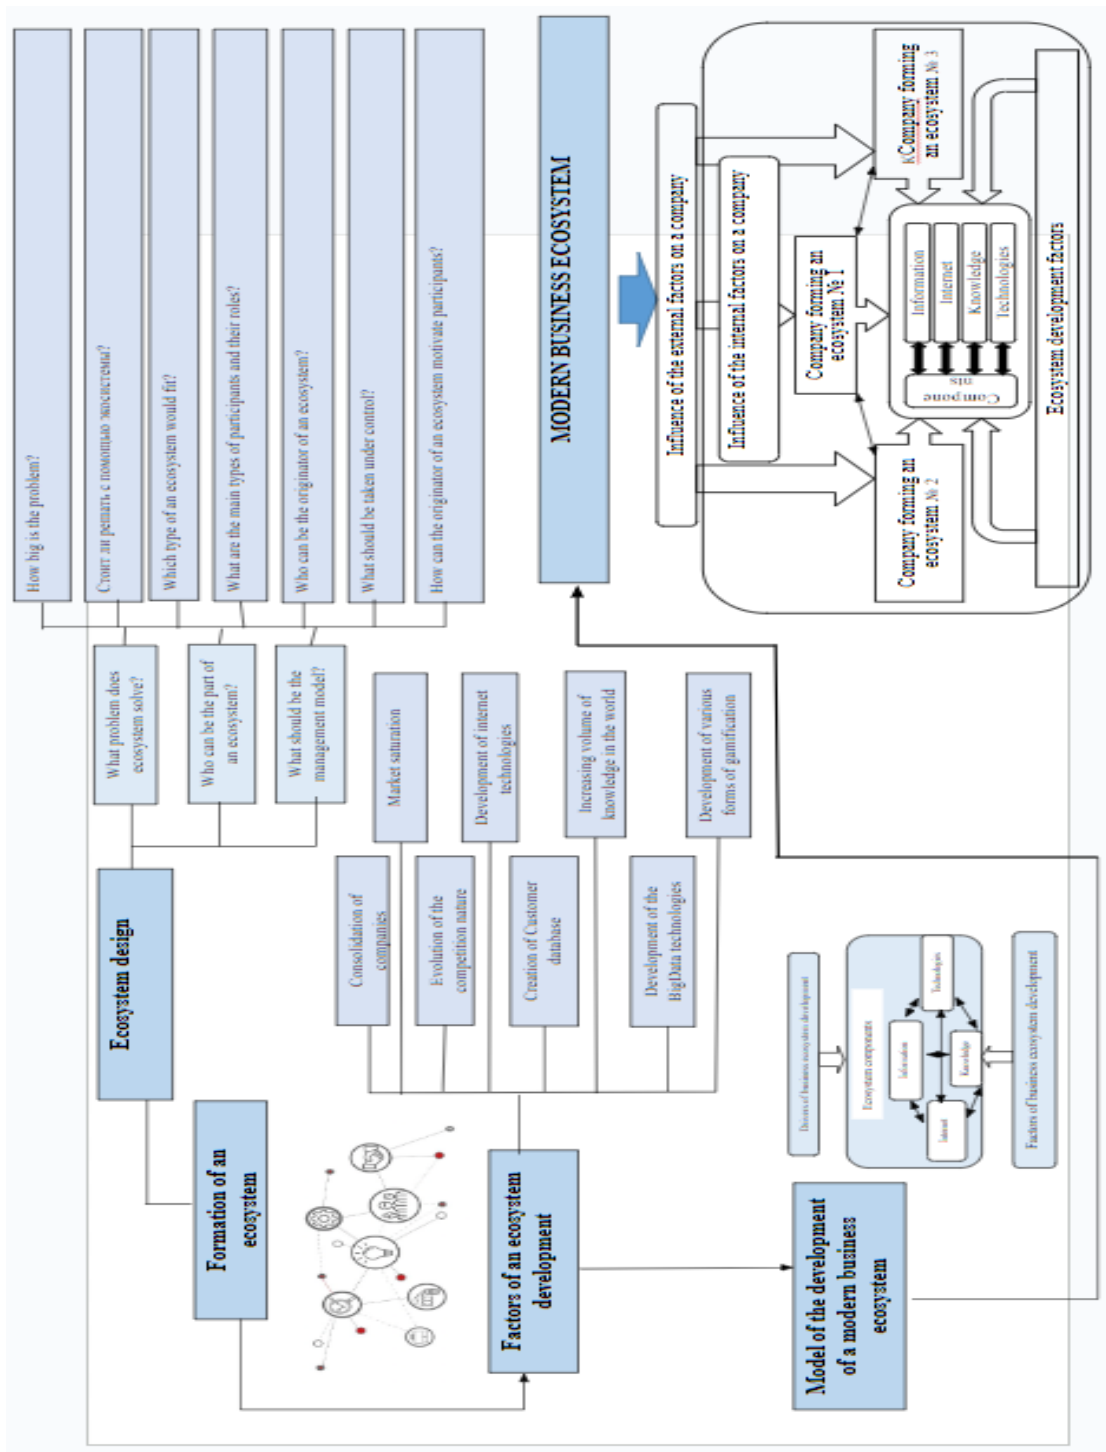 How big is the problem?
Стоит ли решать с помощью экосистемы?
Which type of an ecosystem would fit?
What are the main types of participants and their roles?
Who can be the originator of an ecosystem?
What should be taken under control?
How can the originator of an ecosystem motivate participants?
What problem does
ecosystem solve?
Who can be the part of
an ecosystem?
What should be the
management model?
Ecosystem design
Formation of an
ecosystem
Consolidation of
companies
Market saturation
Evolution of the
competition nature
Development of internet
technologies
Creation of Customer
database
Increasing volume of
knowledge in the world
Development of the
BigData technologies
Development of various
forms of gamification
Factors of an ecosystem
development
Model of the development
of a modern business
ecosystem
Drivers of business ecosystem development
Ecosystem components
Information
Technologies
Internet
Knowledge
Factors of business ecosystem development
MODERN BUSINESS ECOSYSTEM
Influence of the external factors on a company
Influence of the internal factors on a company
Company forming an
ecosystem №1
Company forming an
ecosystem № 2
кCompany forming
an ecosystem № 3
Compone
nts
Information
Internet
Knowledge
Technologies
Ecosystem development factors